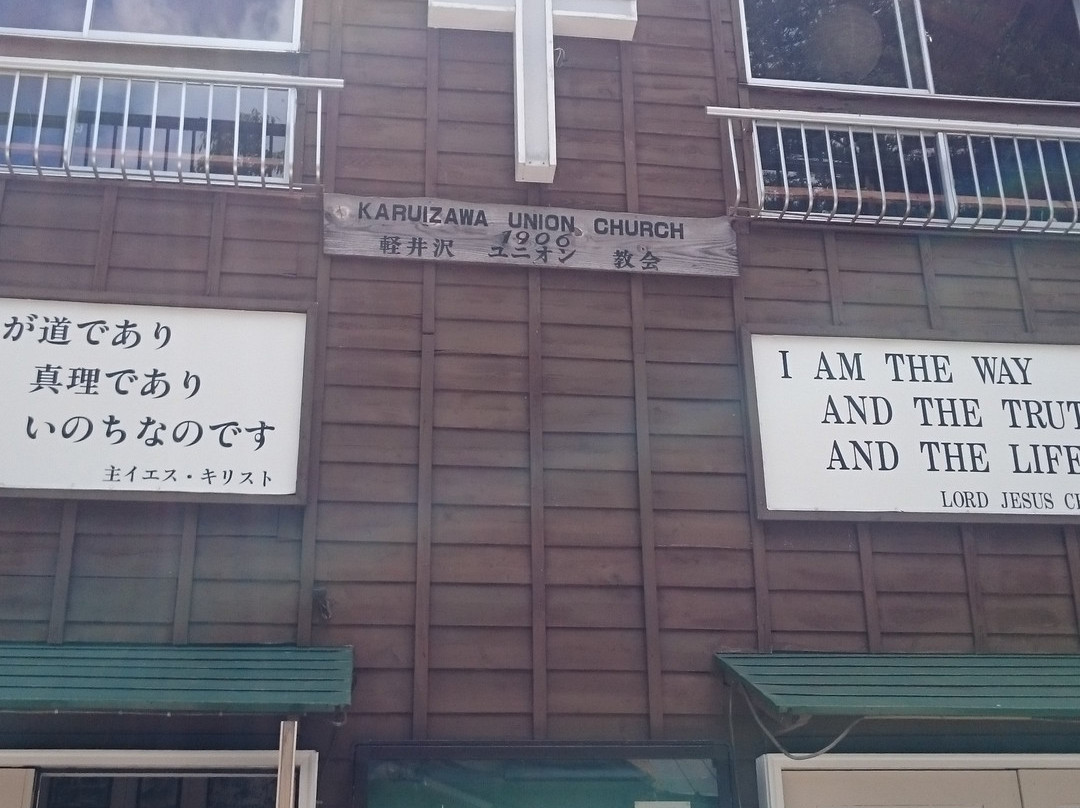 KARUIZAWA UNION CHURCH
1906
軽井沢 ユニオン 教会
が道であり
真理であり
いのちなのです
主イエス・キリスト
I AM THE WAY
AND THE TRUT
AND THE LIFE
LORD JESUS C